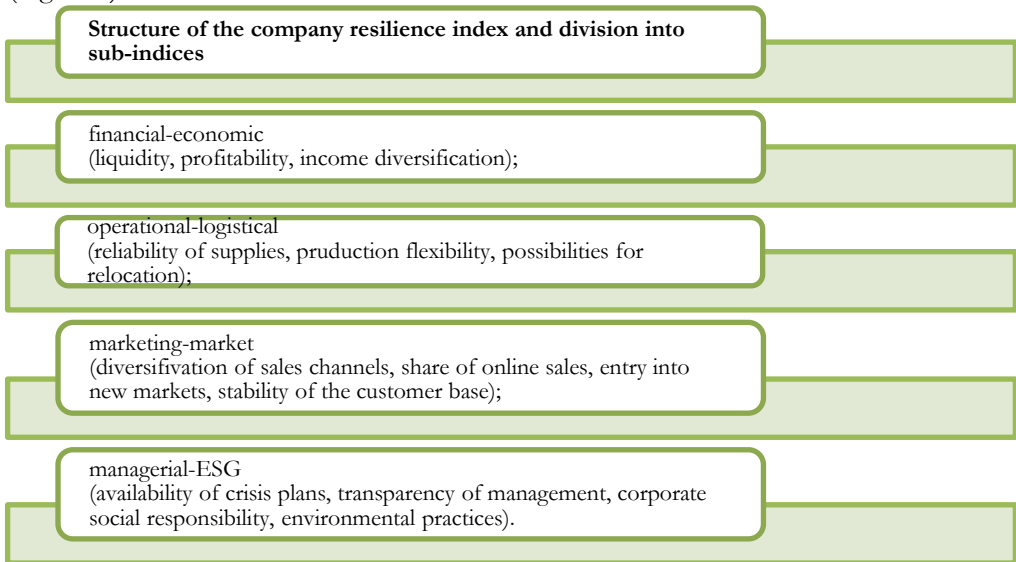 Structure of the company resilience index and division into
sub-indices
financial-economic
(liquidity, profitability, income diversification);
operational-logistical
(reliability of supplies, pruduction flexibility, possibilities for
relocation);
marketing-market
(diversifivation of sales channels, share of online sales, entry into
new markets, stability of the customer base);
managerial-ESG
(availability of crisis plans, transparency of management, corporate
social responsibility, environmental practices).